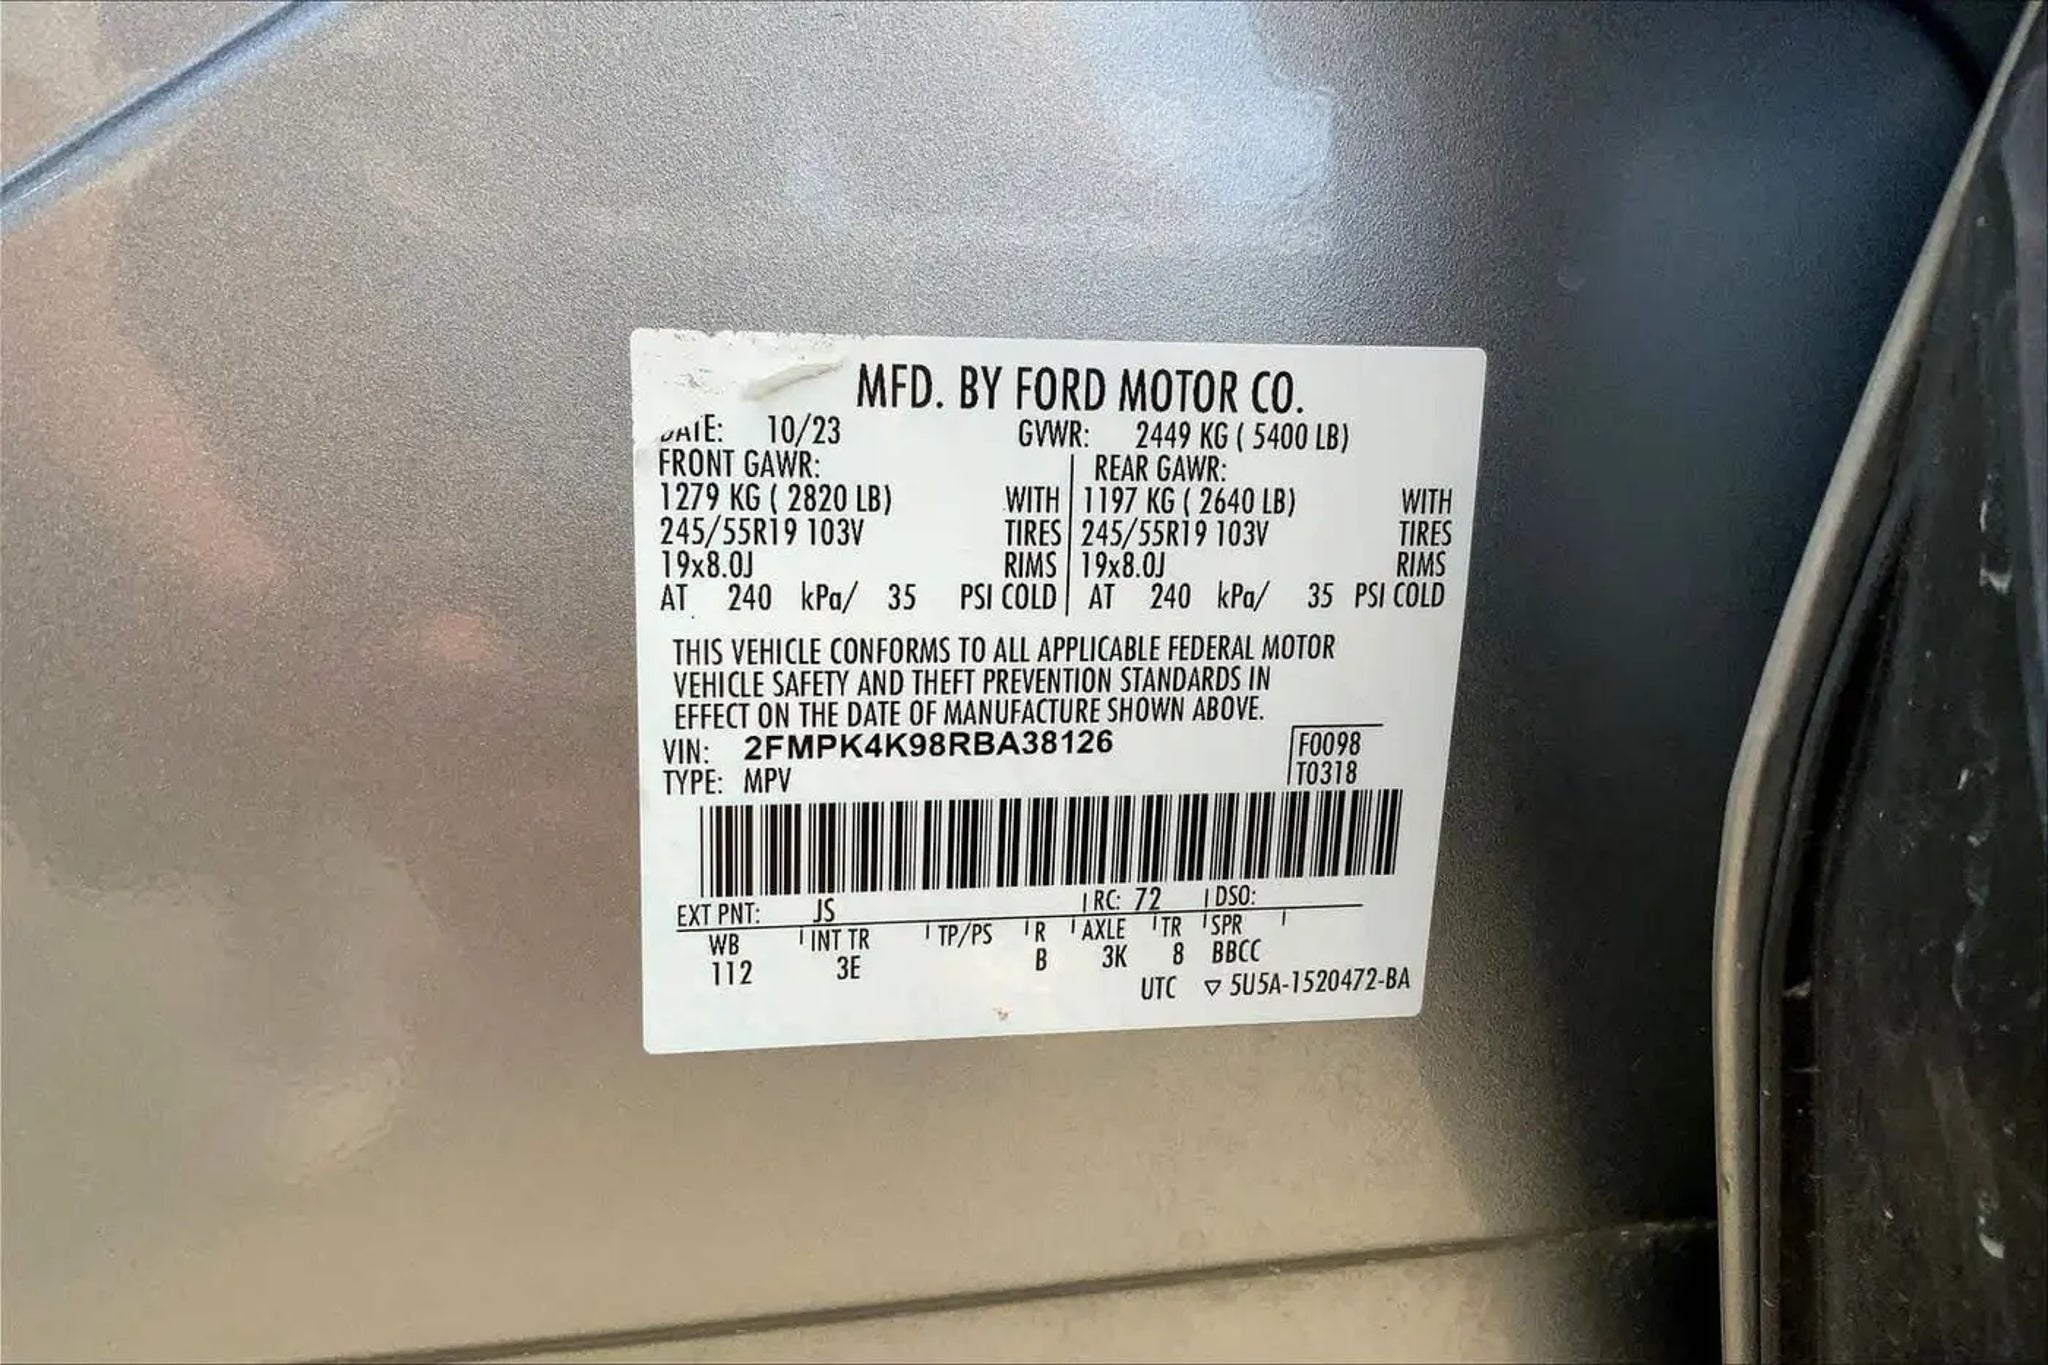 MFD. BY FORD MOTOR CO.
DATE: 10/23 GVWR: 2449 KG ( 5400 LB)
FRONT GAWR: REAR GAWR:
1279 KG ( 2820 LB) WITH 1197 KG ( 2640 LB) WITH
245/55R19 103V TIRES 245/55R19 103V TIRES
19x8.0J RIMS 19x8.0J RIMS
AT 240 kPa/ 35 PSI COLD AT 240 kPa/ 35 PSI COLD
THIS VEHICLE CONFORMS TO ALL APPLICABLE FEDERAL MOTOR
VEHICLE SAFETY AND THEFT PREVENTION STANDARDS IN
EFFECT ON THE DATE OF MANUFACTURE SHOWN ABOVE.
VIN: 2FMPK4K98RBA38126 F0098
TYPE: MPV T0318
EXT PNT: JS RC: 72 DSO:
WB INT TR TP/PS R AXLE TR SPR
112 3E B 3K 8 BBCC
UTC ▽ 5U5A-1520472-BA